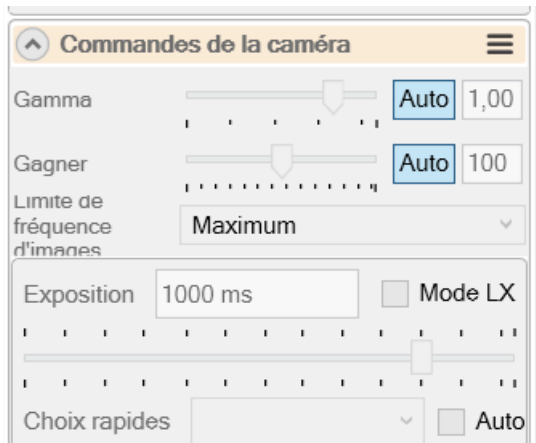 Commandes de la caméra
Gamma Auto 1,00
Gagner Auto 100
Limite de
fréquence
d'images
Maximum
Exposition 1000 ms Mode LX
Choix rapides Auto